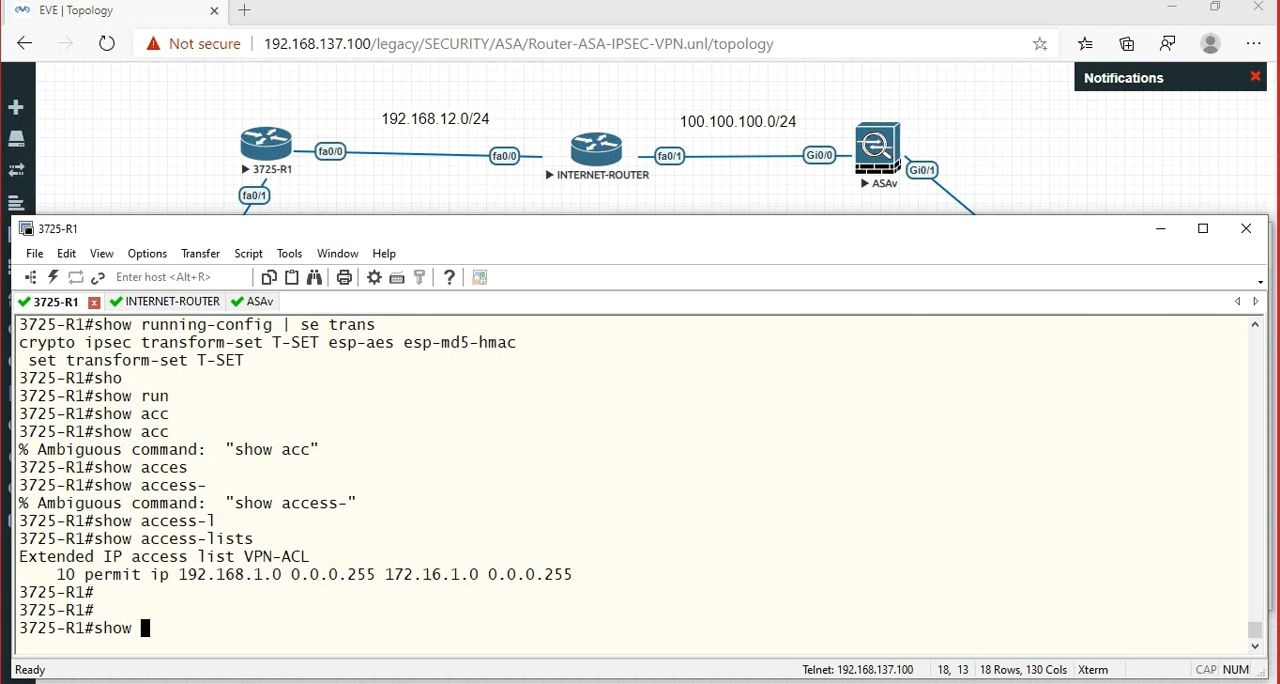 EVE | Topology
Not secure 192.168.137.100/legacy/SECURITY/ASA/Router-ASA-IPSEC-VPN.unl/topology
Notifications
192.168.12.0/24
100.100.100.0/24
fa0/0
fa0/0
fa0/1
Gi0/0
Gi0/1
3725-R1
INTERNET-ROUTER
ASAv
fa0/1
3725-R1
File Edit View Options Transfer Script Tools Window Help
Enter host <Alt+R>
3725-R1 INTERNET-ROUTER ASAv
3725-R1#show running-config | se trans
crypto ipsec transform-set T-SET esp-aes esp-md5-hmac
 set transform-set T-SET
3725-R1#sho
3725-R1#show run
3725-R1#show acc
3725-R1#show acc
% Ambiguous command:  "show acc"
3725-R1#show acces
3725-R1#show access-
% Ambiguous command:  "show access-"
3725-R1#show access-l
3725-R1#show access-lists
Extended IP access list VPN-ACL
    10 permit ip 192.168.1.0 0.0.0.255 172.16.1.0 0.0.0.255
3725-R1#
3725-R1#
3725-R1#show
Ready Telnet: 192.168.137.100 18, 13 18 Rows, 130 Cols Xterm CAP NUM